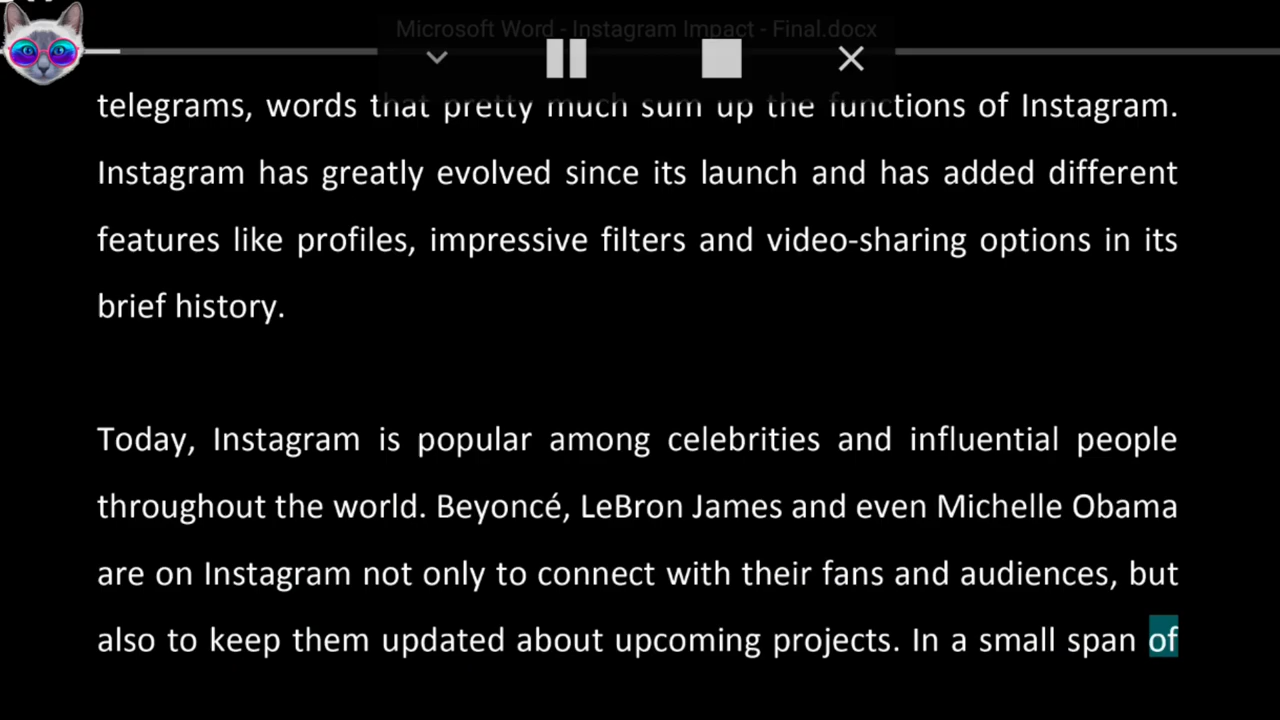 Microsoft Word - Instagram Impact - Final.docx
telegrams, words that pretty much sum up the functions of Instagram.
Instagram has greatly evolved since its launch and has added different
features like profiles, impressive filters and video-sharing options in its
brief history.
Today, Instagram is popular among celebrities and influential people
throughout the world. Beyoncé, LeBron James and even Michelle Obama
are on Instagram not only to connect with their fans and audiences, but
also to keep them updated about upcoming projects. In a small span of